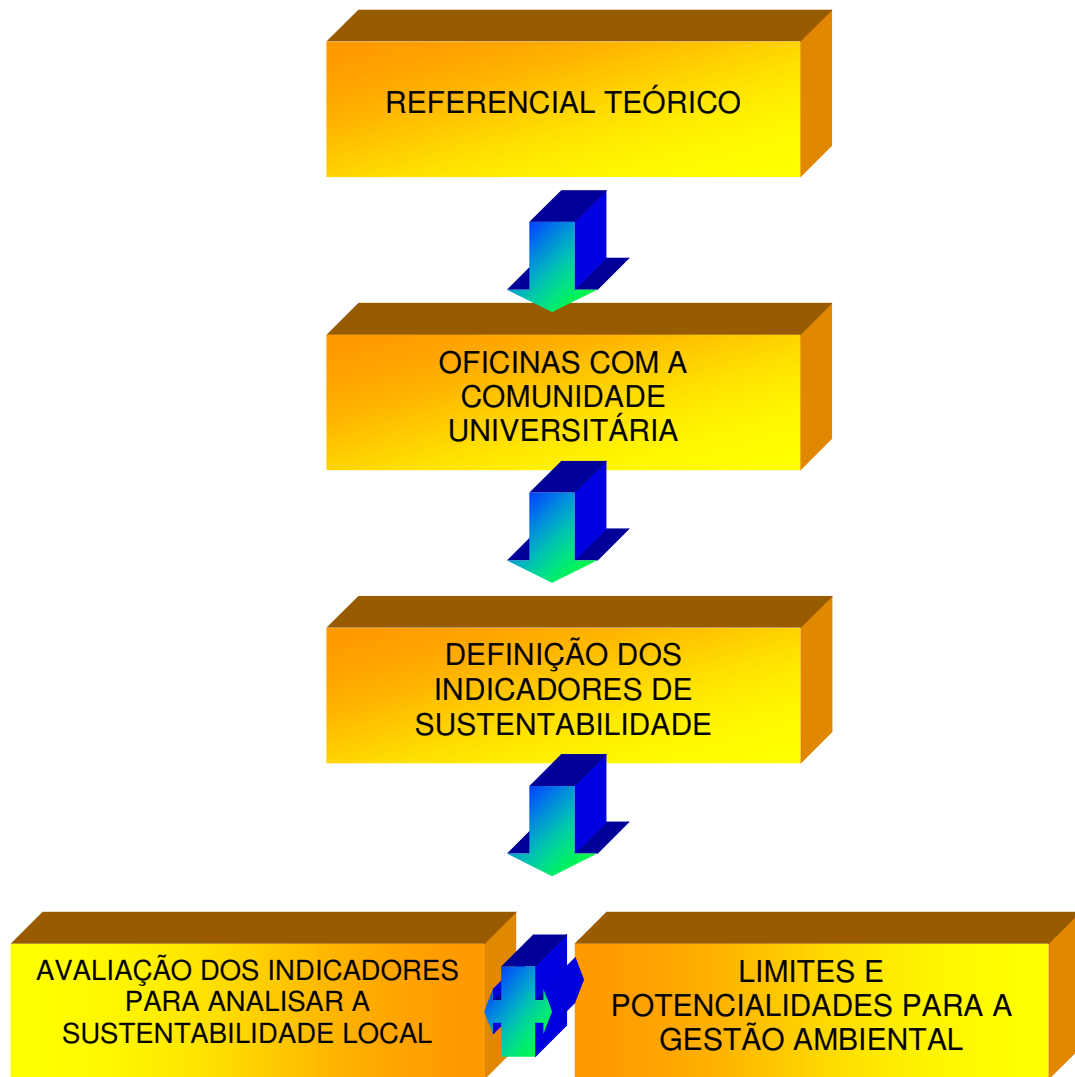 REFERENCIAL TEÓRICO
OFICINAS COM A
COMUNIDADE
UNIVERSITÁRIA
DEFINIÇÃO DOS
INDICADORES DE
SUSTENTABILIDADE
AVALIAÇÃO DOS INDICADORES
PARA ANALISAR A
SUSTENTABILIDADE LOCAL
LIMITES E
POTENCIALIDADES PARA A
GESTÃO AMBIENTAL